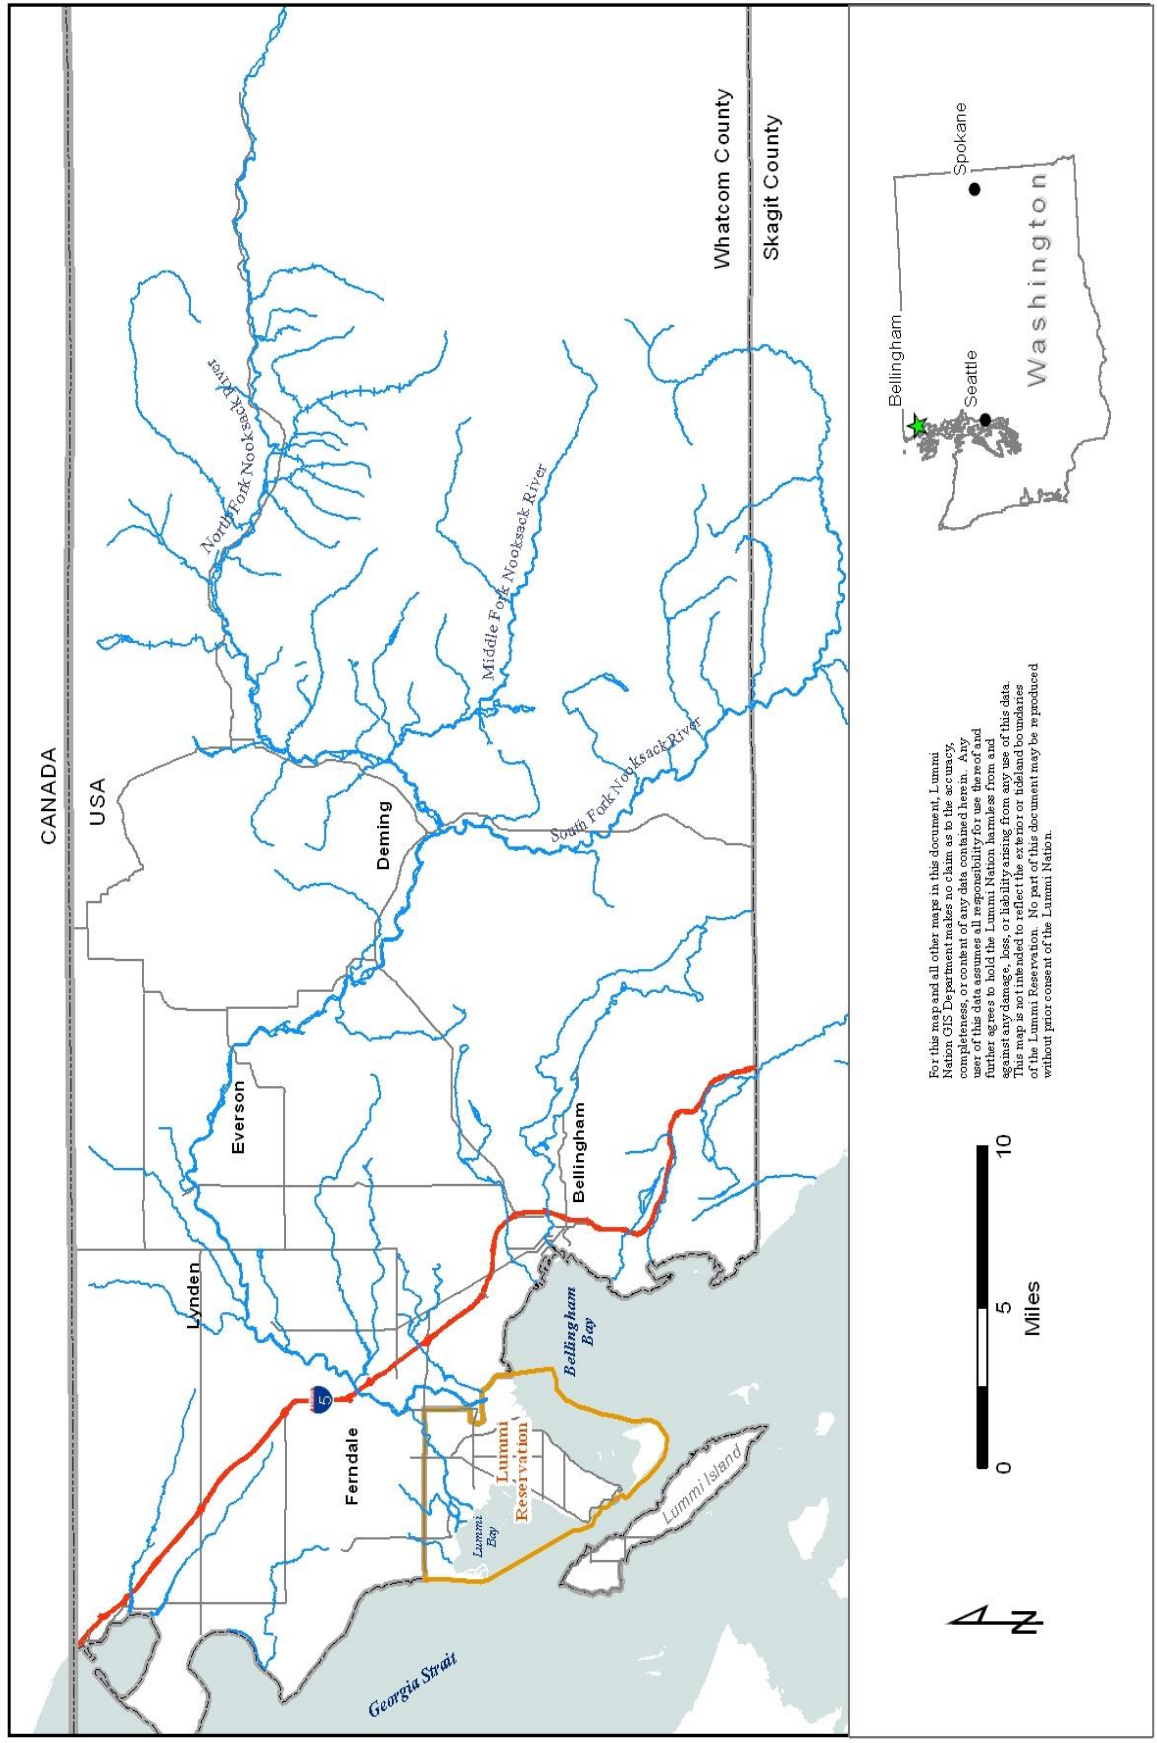 CANADA
USA
Whatcom County
Skagit County
North Fork Nooksack River
Middle Fork Nooksack River
South Fork Nooksack River
Deming
Everson
Lynden
Bellingham
5
Ferndale
Bellingham
Bay
Lummi
Reservation
Lummi
Bay
Lummi Island
Georgia Strait
N
0
5
10
Miles
For this map and all other maps in this document, Lummi
Nation GIS Department makes no claim as to the accuracy,
completeness, or content of any data contained herein. Any
user of this data assumes all responsibility for use thereof and
further agrees to hold the Lummi Nation harmless from and
against any damage, loss, or liability arising from any use of this data.
This map is not intended to reflect the exterior or tideland boundaries
of the Lummi Reservation. No part of this document may be reproduced
without prior consent of the Lummi Nation.
Bellingham
Seattle
Spokane
Washington